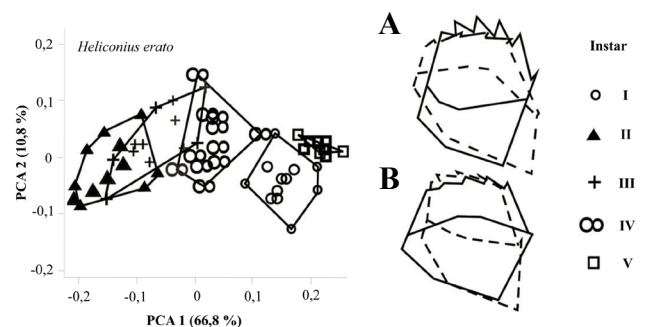 Heliconius erato
0,2
0,1
0
-0,1
-0,2
PCA 2 (10,8 %)
-0,2 -0,1 0 0,1 0,2
PCA 1 (66,8 %)
A
B
Instar
I
II
III
IV
V